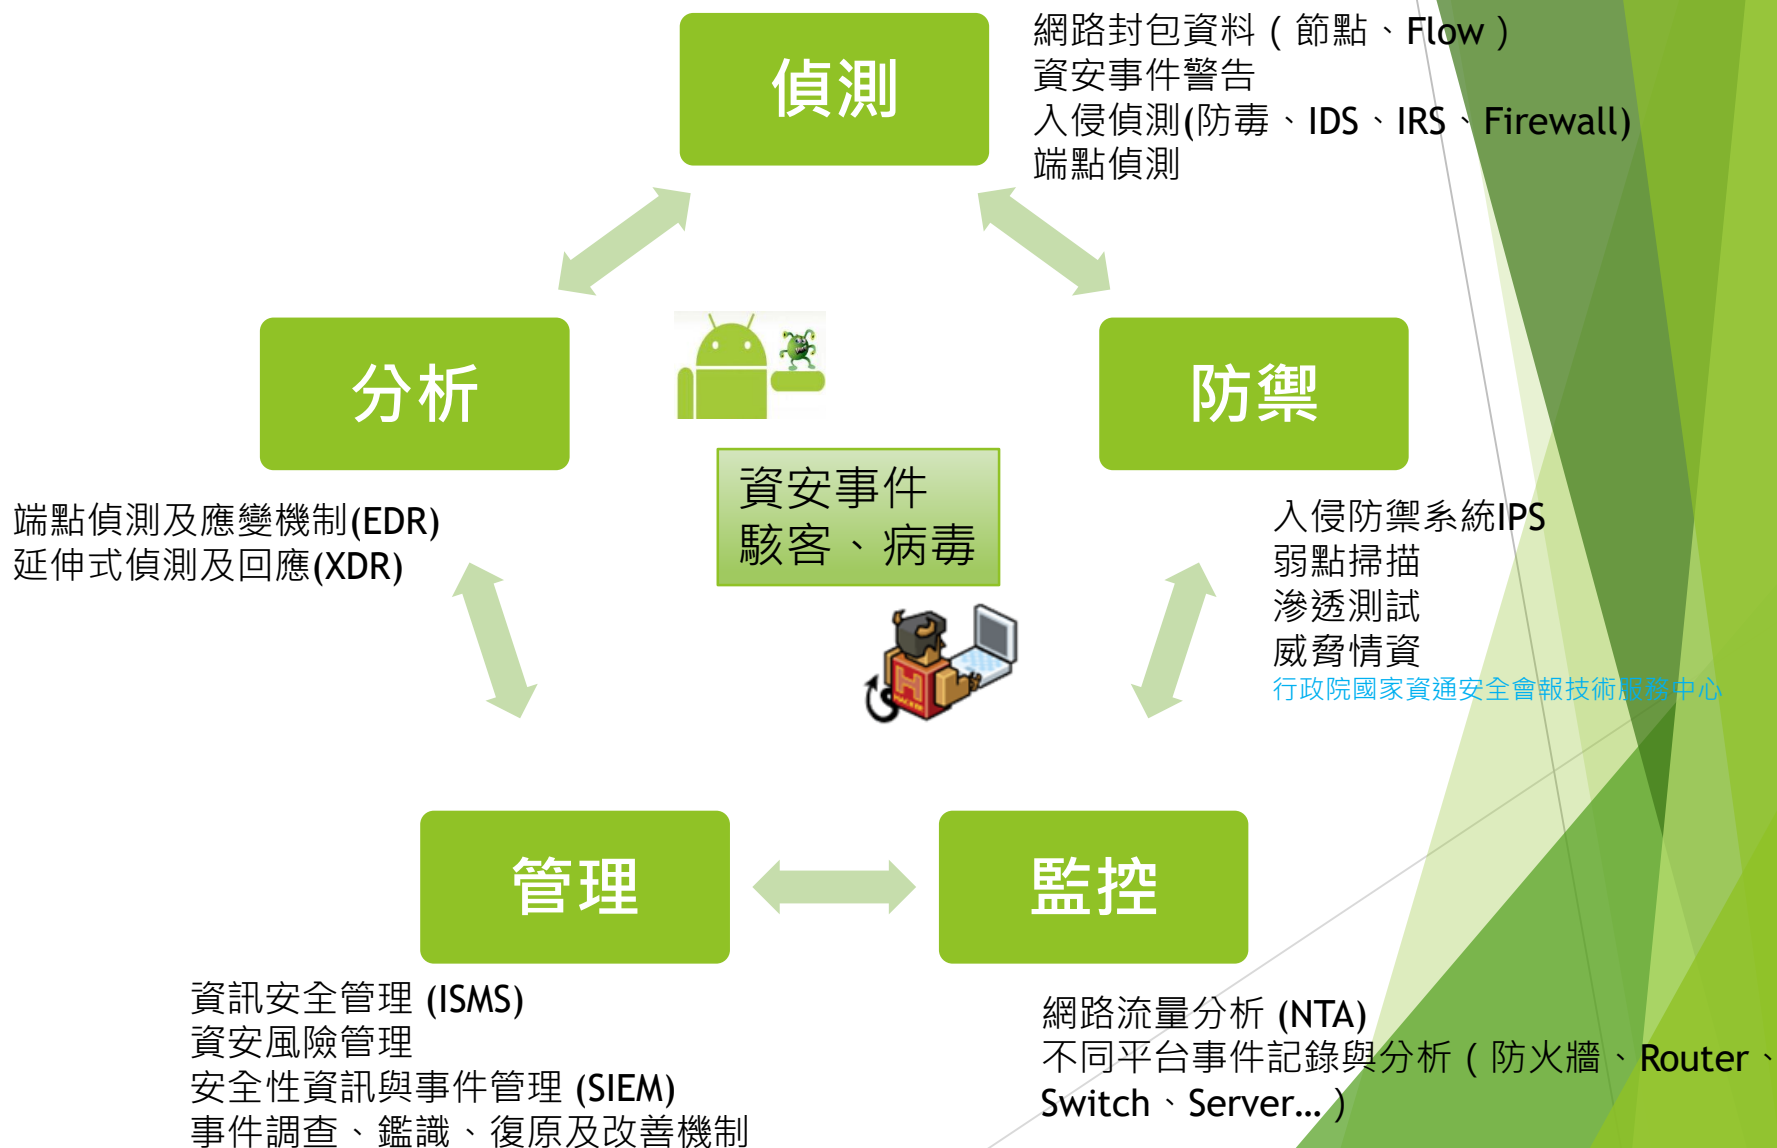 偵測
網路封包資料（節點、Flow）
資安事件警告
入侵偵測(防毒、IDS、IRS、Firewall)
端點偵測
分析
端點偵測及應變機制(EDR)
延伸式偵測及回應(XDR)
資安事件
駭客、病毒
防禦
入侵防禦系統IPS
弱點掃描
滲透測試
威脅情資
行政院國家資通安全會報技術服務中心
管理
資訊安全管理 (ISMS)
資安風險管理
安全性資訊與事件管理 (SIEM)
事件調查、鑑識、復原及改善機制
監控
網路流量分析 (NTA)
不同平台事件記錄與分析（防火牆、Router、
Switch、Server…）
H